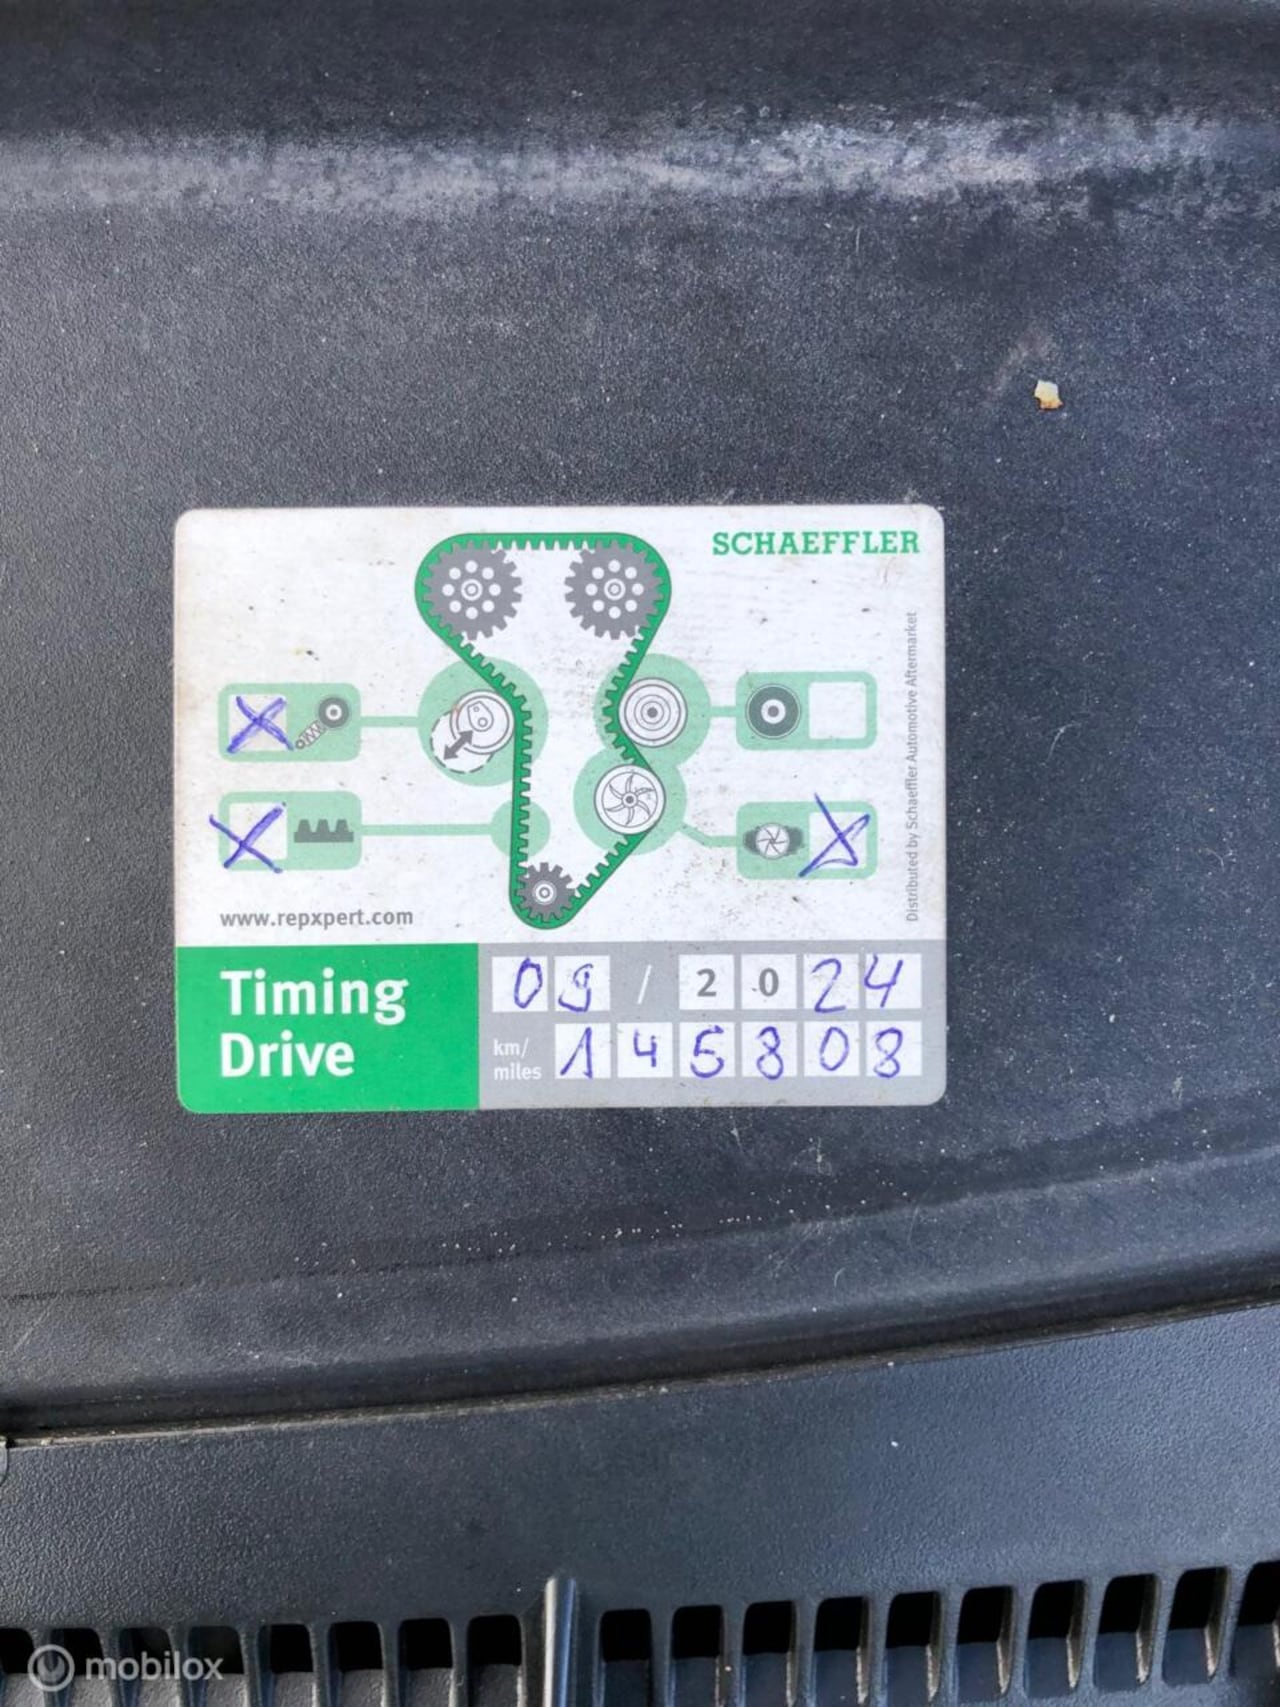 SCHAEFFLER
Distributed by Schaeffler Automotive Aftermarket
www.repxpert.com
Timing
Drive
09 / 2024
km/
miles
145808
mobilox